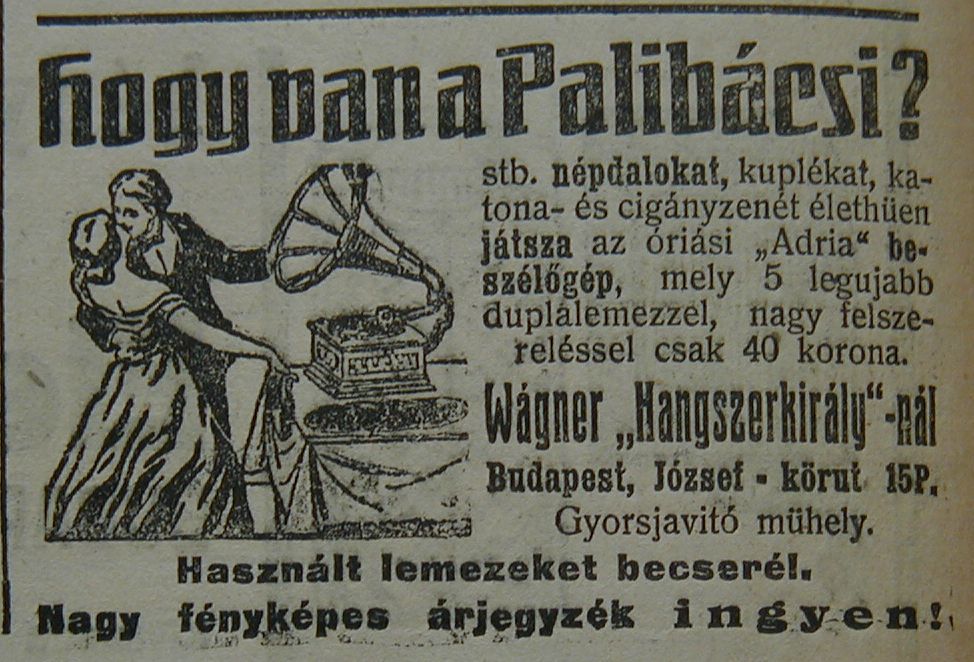 Hogy van a Palibácsi?
stb. népdalokat, kuplékat, ka-
tona- és cigányzenét élethüen
játsza az óriási „Adria“ be-
szélőgép, mely 5 legujabb
duplalemezzel, nagy felsze-
reléssel csak 40 korona.
Wágner „Hangszerkirály“-nál
Budapest, József - körut 15P.
Gyorsjavitó mühely.
Használt lemezeket becserél.
Nagy fényképes árjegyzék ingyen!